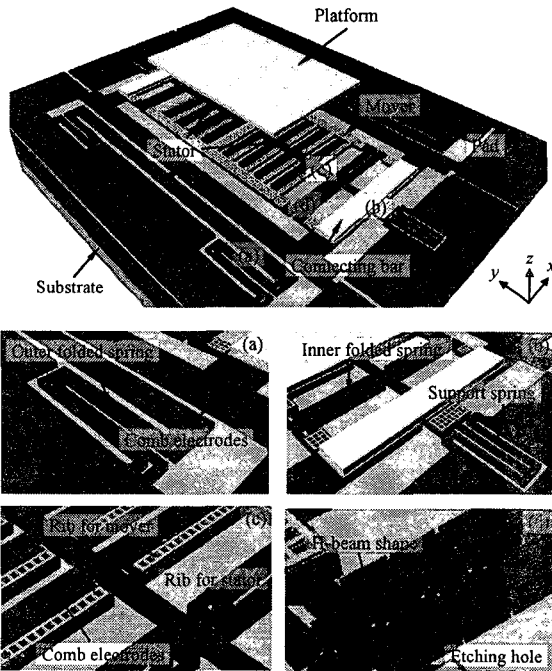 Platform
Mover
Stator
Pad
(c)
(d)
(b)
(a)
Connecting bar
Substrate
z
y
x
Outer folded spring
(a)
Comb electrodes
Inner folded spring
(b)
Support spring
Rib for mover
(c)
Rib for stator
Comb electrodes
H-beam shape
Etching hole